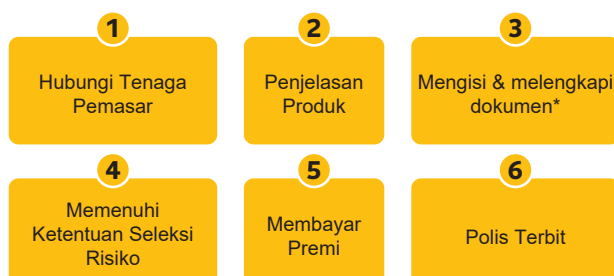 1
Hubungi Tenaga
Pemasar
2
Penjelasan
Produk
3
Mengisi & melengkapi
dokumen*
4
Memenuhi
Ketentuan Seleksi
Risiko
5
Membayar
Premi
6
Polis Terbit